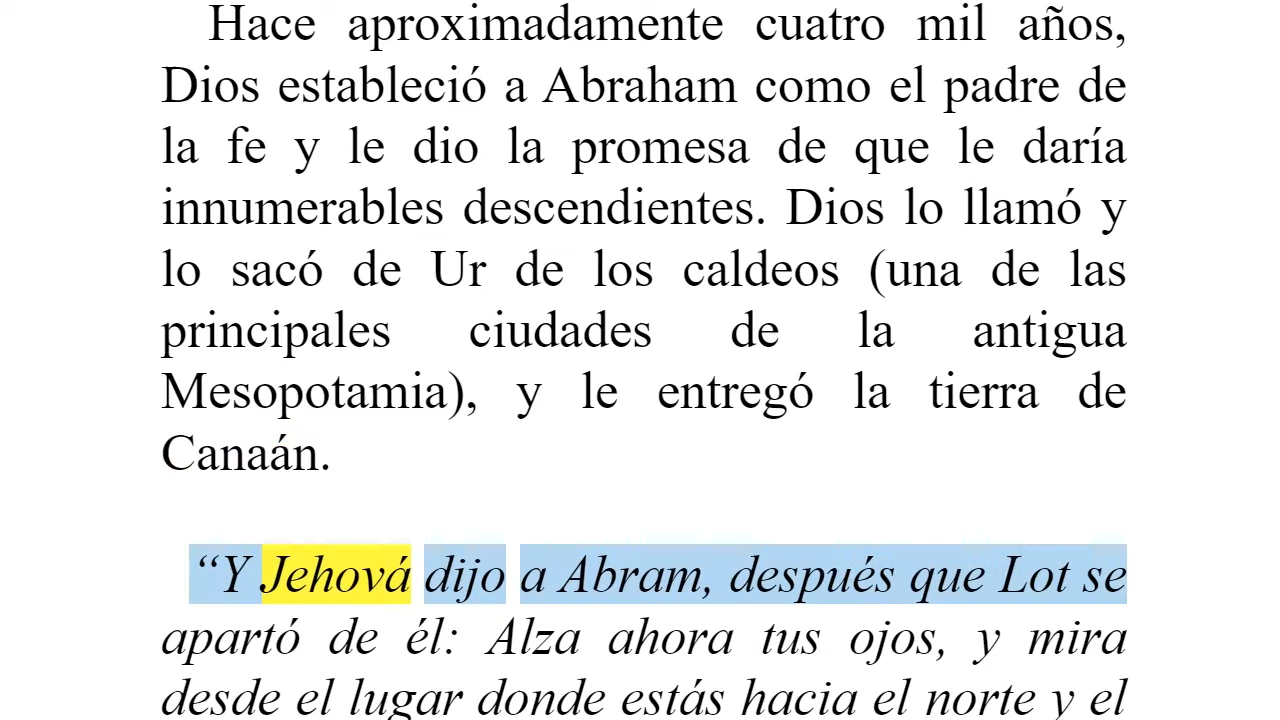 Hace aproximadamente cuatro mil años,
Dios estableció a Abraham como el padre de
la fe y le dio la promesa de que le daría
innumerables descendientes. Dios lo llamó y
lo sacó de Ur de los caldeos (una de las
principales ciudades de la antigua
Mesopotamia), y le entregó la tierra de
Canaán.
“Y Jehová dijo a Abram, después que Lot se
apartó de él: Alza ahora tus ojos, y mira
desde el lugar donde estás hacia el norte y el